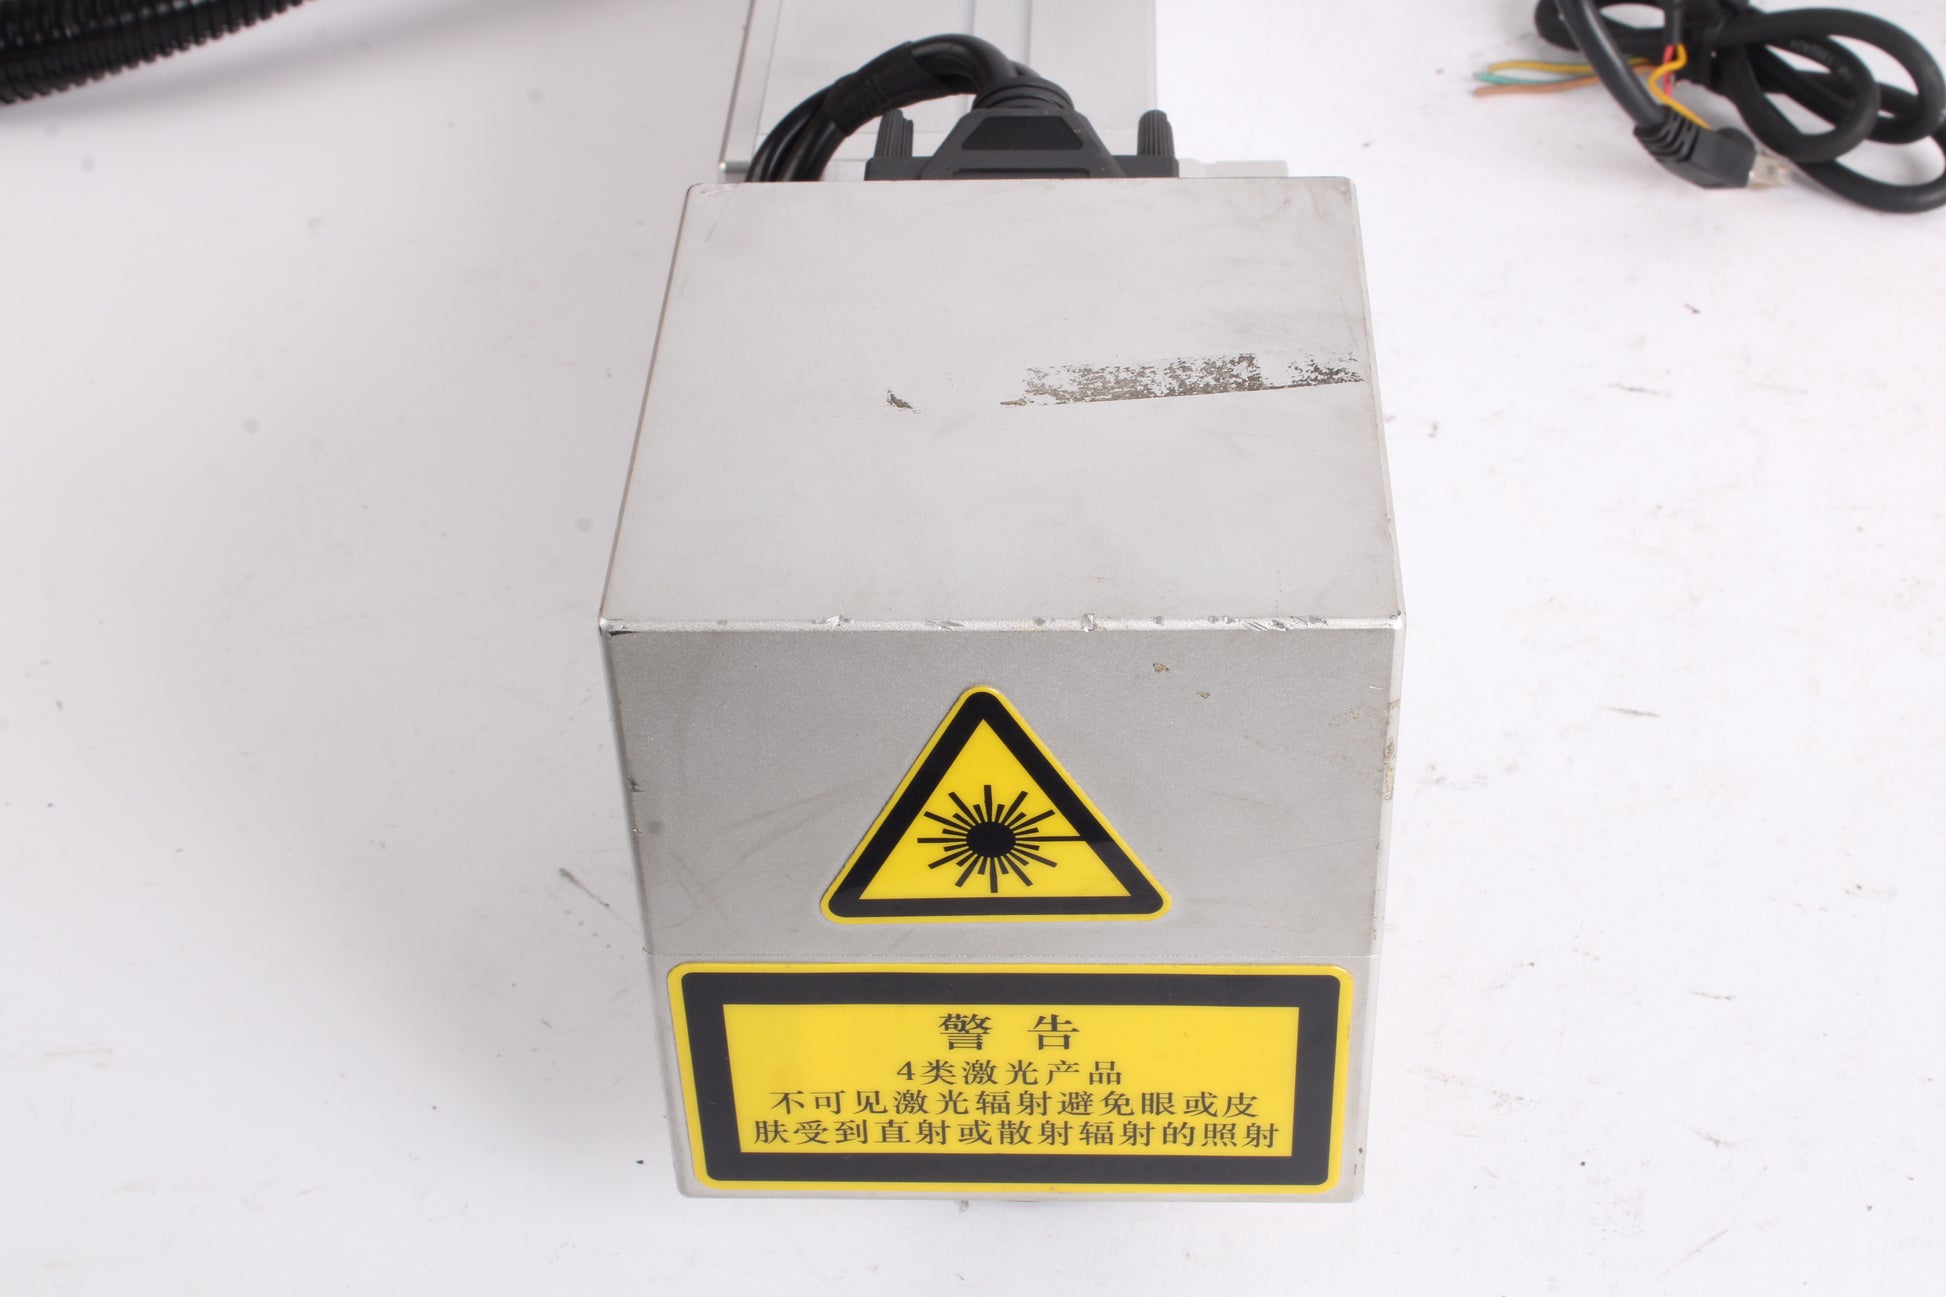 警 告
4类激光产品
不可见激光辐射避免眼或皮
肤受到直射或散射辐射的照射